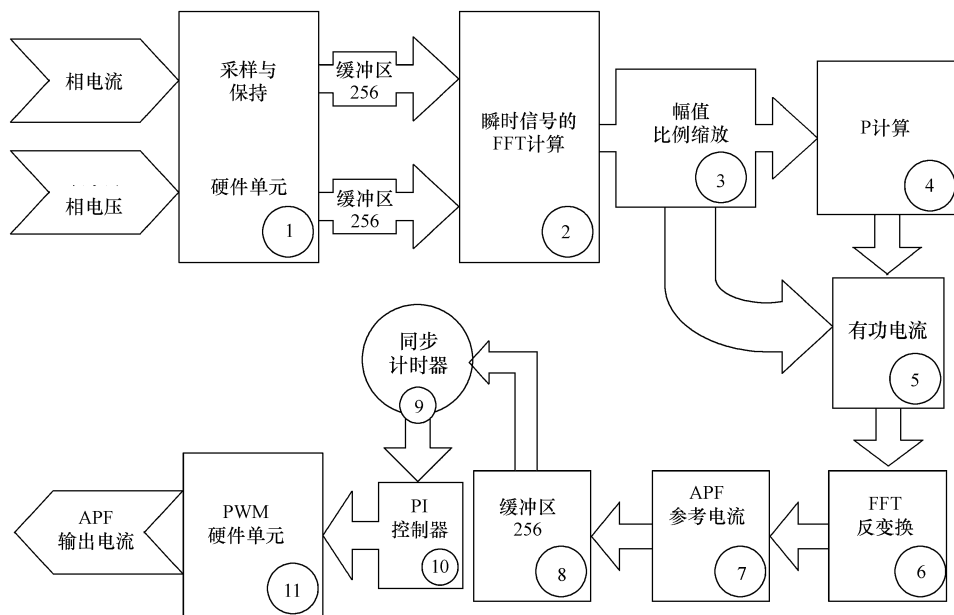 相电流
采样与
保持
缓冲区
256
瞬时信号的
FFT计算
幅值
比例缩放
P计算
相电压
硬件单元
缓冲区
256
1
2
3
4
同步
计时器
9
有功电流
5
APF
输出电流
PWM
硬件单元
11
PI
控制器
10
缓冲区
256
8
APF
参考电流
7
FFT
反变换
6